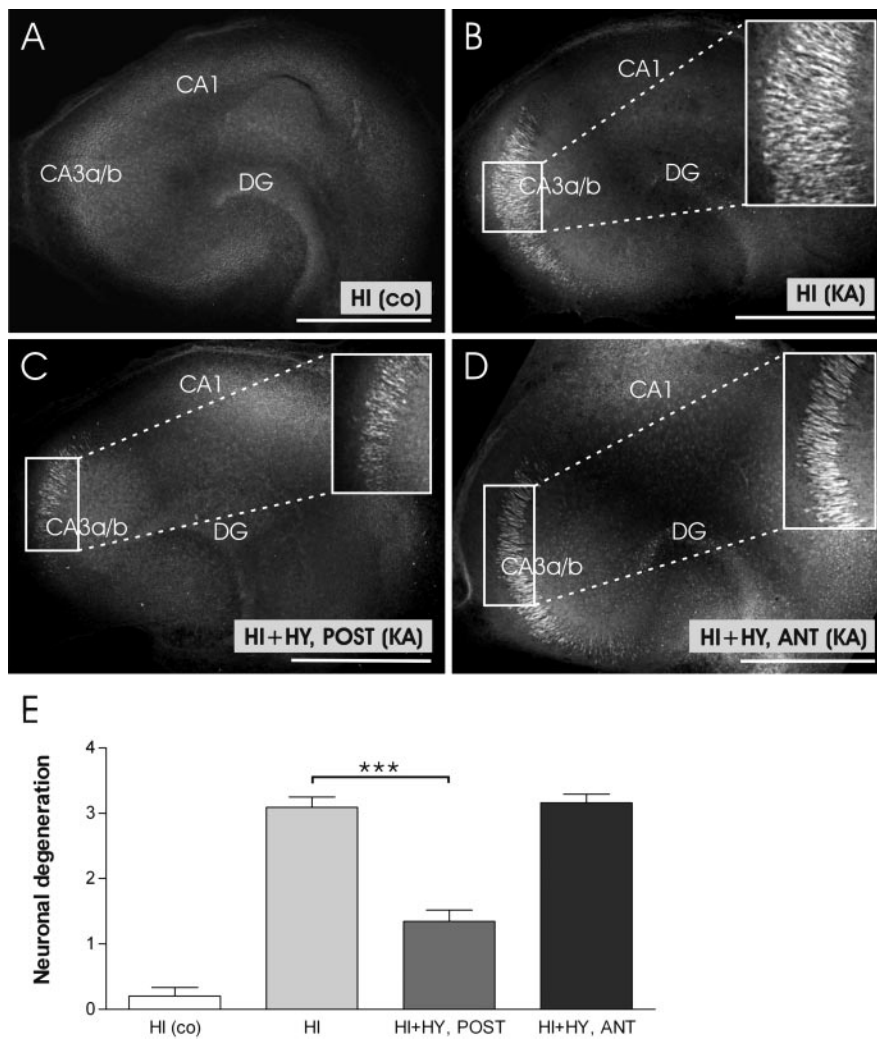 A
CA1
CA3a/b
DG
HI (co)
B
CA1
CA3a/b
DG
HI (KA)
C
CA1
CA3a/b
DG
HI+HY, POST (KA)
D
CA1
DG
CA3a/b
HI+HY, ANT (KA)
E
Neuronal degeneration
4
3
2
1
0
***
HI (co)
HI
HI+HY, POST
HI+HY, ANT